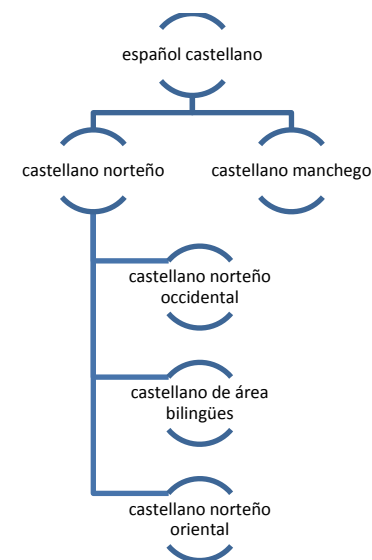 español castellano
castellano norteño
castellano manchego
castellano norteño
occidental
castellano de área
bilingües
castellano norteño
oriental